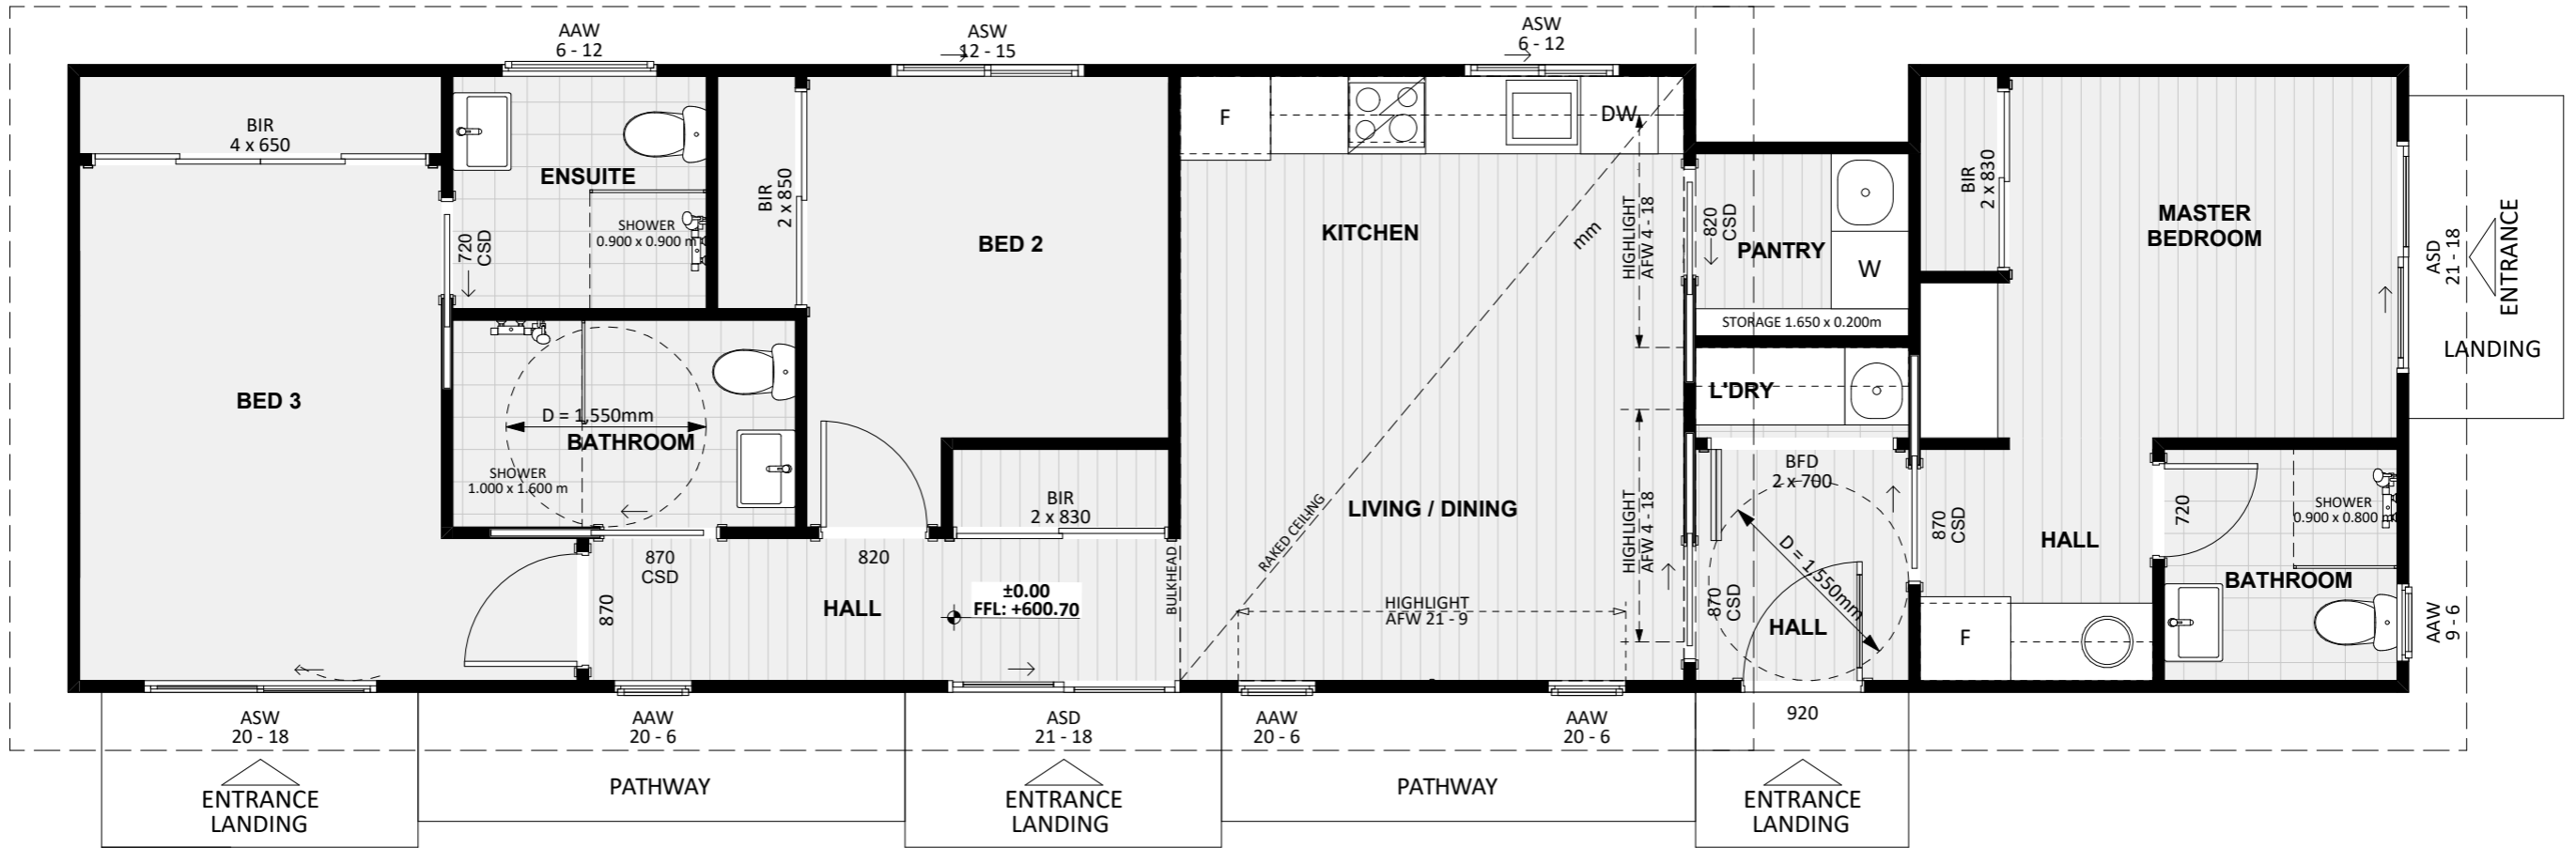 AAW
6 - 12
ASW
12 - 15
ASW
6 - 12
BIR
4 x 650
ENSUITE
SHOWER
0.900 x 0.900 m
720
CSD
BIR
2 x 850
BED 2
F
DW
KITCHEN
mm
HIGHLIGHT
AFW 4 - 18
820
CSD
PANTRY
W
STORAGE 1.650 x 0.200m
BIR
2 x 830
MASTER
BEDROOM
ASD
21 - 18
ENTRANCE
LANDING
BED 3
D = 1,550mm
BATHROOM
SHOWER
1.000 x 1.600 m
L'DRY
BIR
2 x 830
LIVING / DINING
RAKED CEILING
HIGHLIGHT
AFW 4 - 18
BFD
2 x 700
870
CSD
HALL
720
SHOWER
0.900 x 0.800 m
BATHROOM
870
CSD
820
870
HALL
±0.00
FFL: +600.70
BULKHEAD
HIGHLIGHT
AFW 21 - 9
870
CSD
D = 1,550mm
HALL
F
AAW
9 - 6
ASW
20 - 18
AAW
20 - 6
ASD
21 - 18
AAW
20 - 6
AAW
20 - 6
920
ENTRANCE
LANDING
PATHWAY
ENTRANCE
LANDING
PATHWAY
ENTRANCE
LANDING